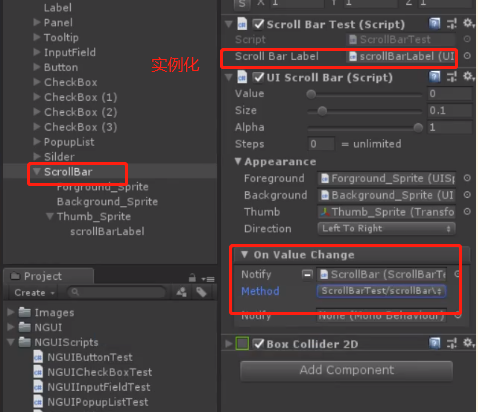 Label
Panel
Tooltip
InputField
Button
CheckBox
CheckBox (1)
CheckBox (2)
CheckBox (3)
PopupList
Silder
ScrollBar
Forground_Sprite
Background_Sprite
Thumb_Sprite
scrollBarLabel
实例化
Project
Create
Images
NGUI
NGUIScripts
NGUIButtonTest
NGUICheckBoxTest
NGUIInputFieldTest
NGUIPopupListTest
S X 1 Y 1 Z 1
Scroll Bar Test (Script)
Script ScrollBarTest
Scroll Bar Label scrollBarLabel (UI
UI Scroll Bar (Script)
Value 0
Size 0.1
Alpha 1
Steps 0 = unlimited
Appearance
Foreground Forground_Sprite (UISp
Background Background_Sprite (UI
Thumb Thumb_Sprite (Transfo
Direction Left To Right
On Value Change
Notify ScrollBar (ScrollBarTe
Method ScrollBarTest/scrollBar
Notify None (Mono Behaviour)
Box Collider 2D
Add Component